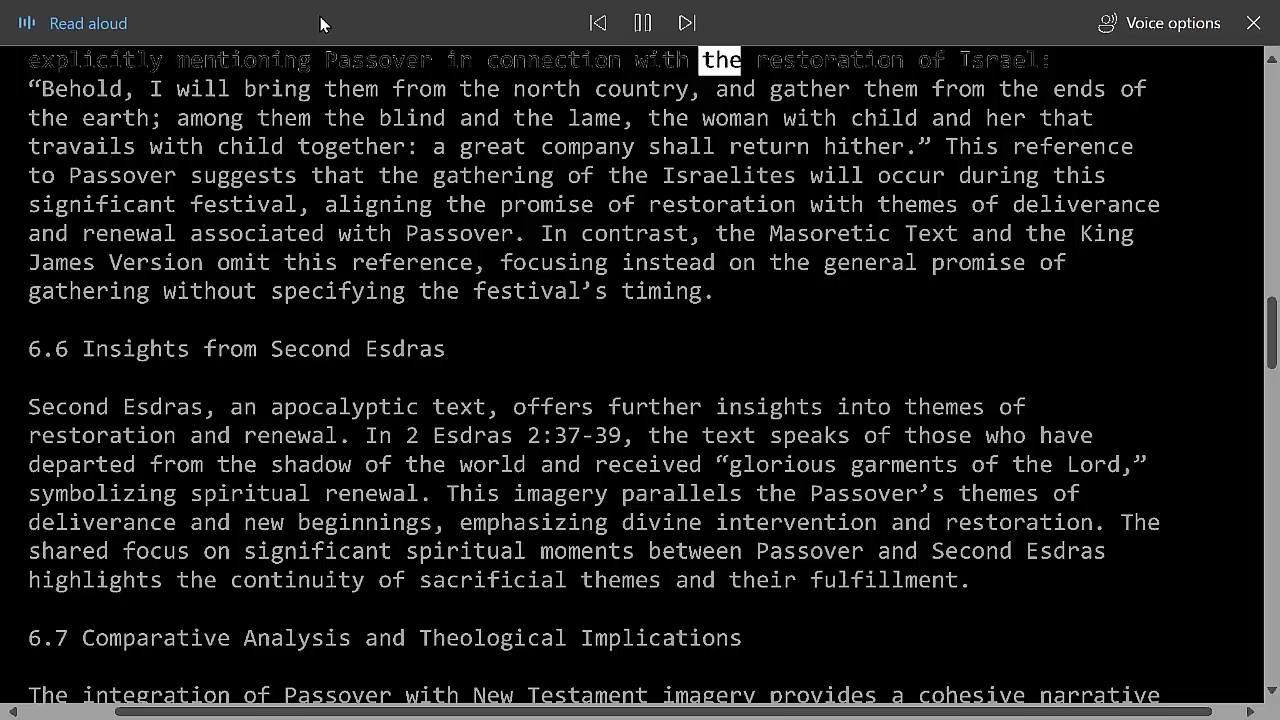 Read aloud
Voice options
explicitly mentioning Passover in connection with the restoration of Israel:
“Behold, I will bring them from the north country, and gather them from the ends of
the earth; among them the blind and the lame, the woman with child and her that
travails with child together: a great company shall return hither.” This reference
to Passover suggests that the gathering of the Israelites will occur during this
significant festival, aligning the promise of restoration with themes of deliverance
and renewal associated with Passover. In contrast, the Masoretic Text and the King
James Version omit this reference, focusing instead on the general promise of
gathering without specifying the festival’s timing.
6.6 Insights from Second Esdras
Second Esdras, an apocalyptic text, offers further insights into themes of
restoration and renewal. In 2 Esdras 2:37-39, the text speaks of those who have
departed from the shadow of the world and received “glorious garments of the Lord,”
symbolizing spiritual renewal. This imagery parallels the Passover’s themes of
deliverance and new beginnings, emphasizing divine intervention and restoration. The
shared focus on significant spiritual moments between Passover and Second Esdras
highlights the continuity of sacrificial themes and their fulfillment.
6.7 Comparative Analysis and Theological Implications
The integration of Passover with New Testament imagery provides a cohesive narrative